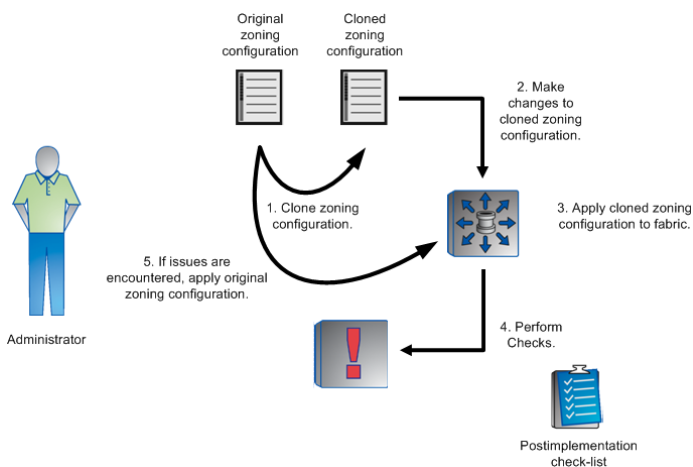 Original
zoning
configuration
Cloned
zoning
configuration
2. Make
changes to
cloned zoning
configuration.
1. Clone zoning
configuration.
3. Apply cloned zoning
configuration to fabric.
5. If issues are
encountered, apply original
zoning configuration.
Administrator
4. Perform
Checks.
Postimplementation
check-list